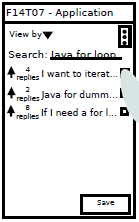 F14T07 - Application
View by
Search: Java for loop
4 replies I want to iterat...
2 replies Java for dumm...
8 replies If I need a for l...
Save